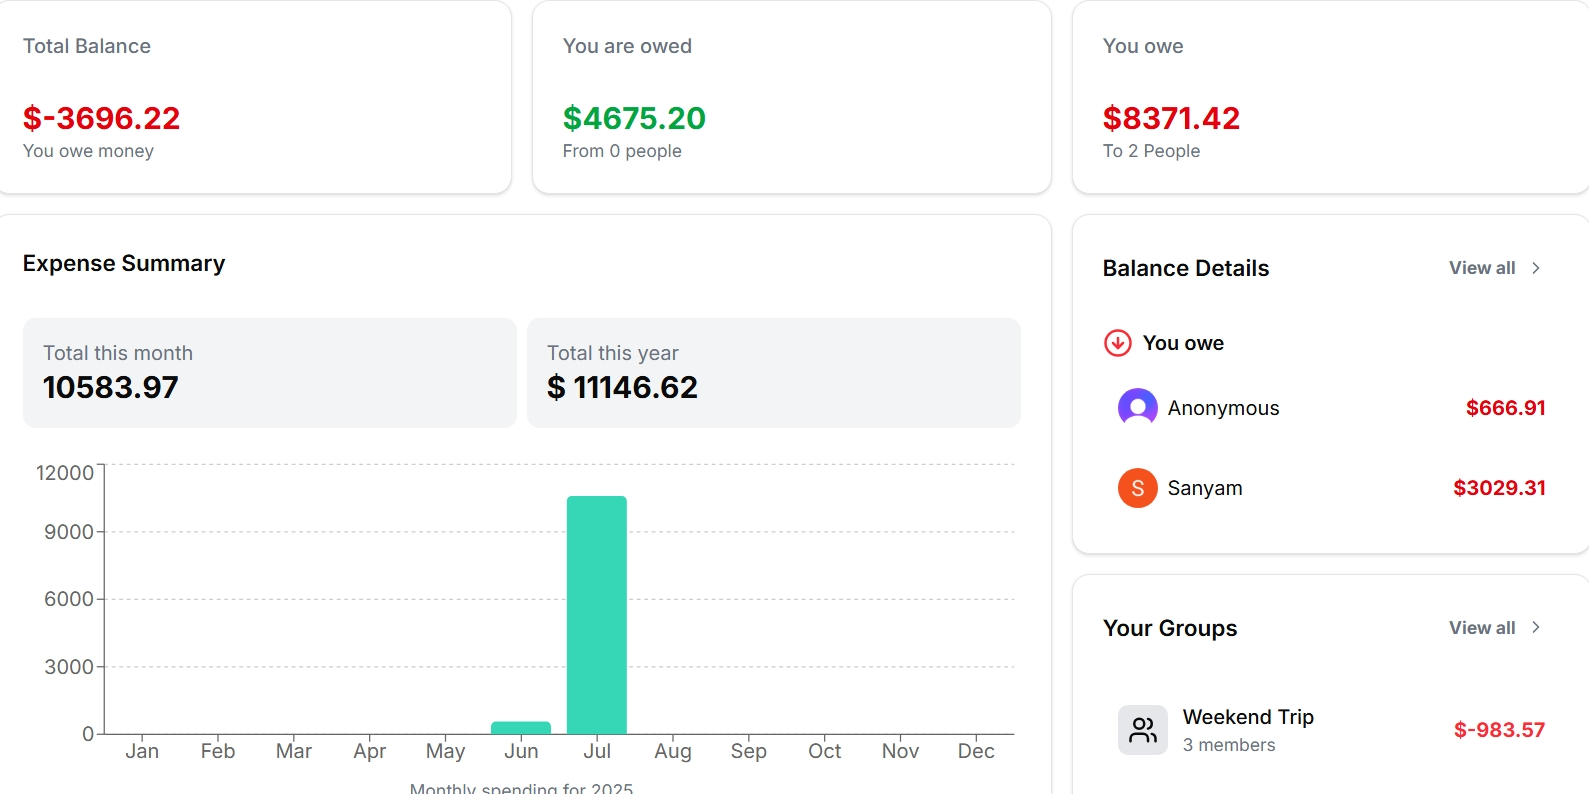 Total Balance
$-3696.22
You owe money
You are owed
$4675.20
From 0 people
You owe
$8371.42
To 2 People
Expense Summary
Total this month
10583.97
Total this year
$ 11146.62
12000
9000
6000
3000
0
Jan Feb Mar Apr May Jun Jul Aug Sep Oct Nov Dec
Monthly spending for 2025
Balance Details
View all
You owe
Anonymous $666.91
S Sanyam $3029.31
Your Groups
View all
Weekend Trip
3 members
$-983.57